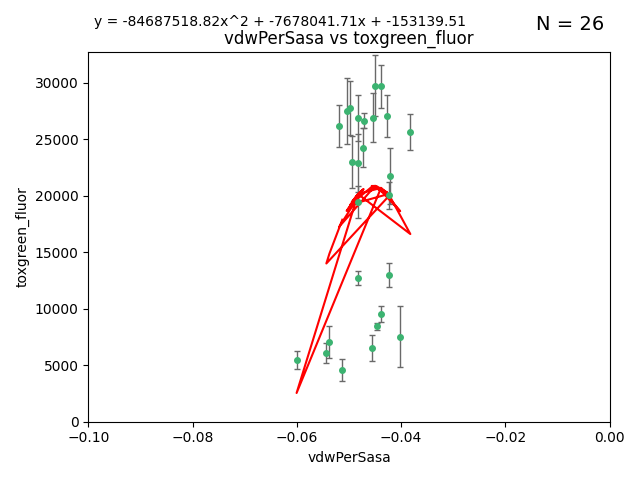 y = -84687518.82x^2 + -7678041.71x + -153139.51
N = 26
vdwPerSasa vs toxgreen_fluor
30000
25000
20000
15000
10000
5000
0
toxgreen_fluor
−0.10
−0.08
−0.06
−0.04
−0.02
0.00
vdwPerSasa